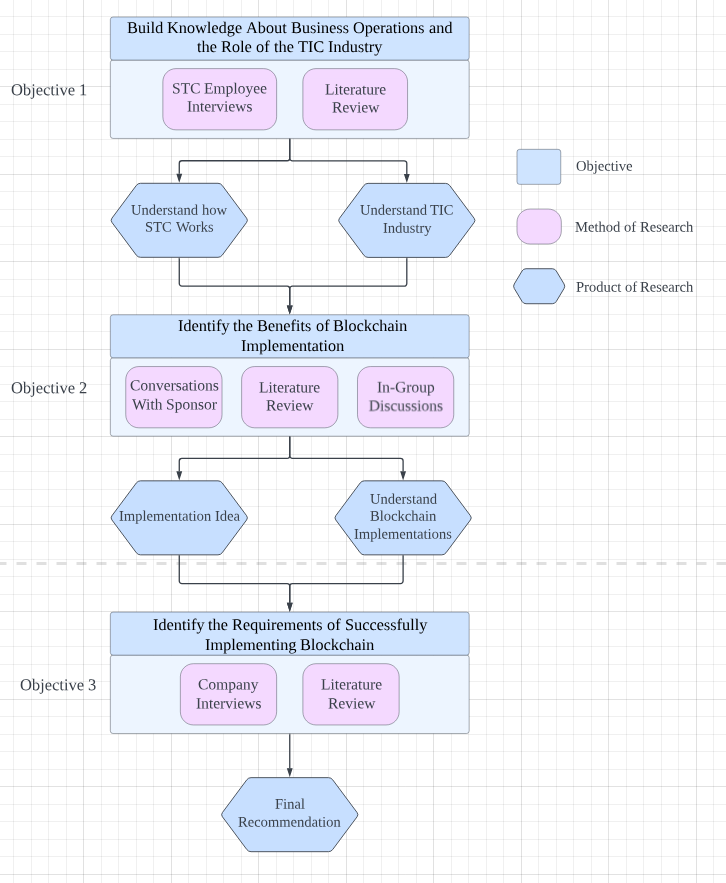 Build Knowledge About Business Operations and
the Role of the TIC Industry
Objective 1
STC Employee
Interviews
Literature
Review
Objective
Understand how
STC Works
Understand TIC
Industry
Method of Research
Product of Research
Identify the Benefits of Blockchain
Implementation
Objective 2
Conversations
With Sponsor
Literature
Review
In-Group
Discussions
Implementation Idea
Understand
Blockchain
Implementations
Identify the Requirements of Successfully
Implementing Blockchain
Objective 3
Company
Interviews
Literature
Review
Final
Recommendation